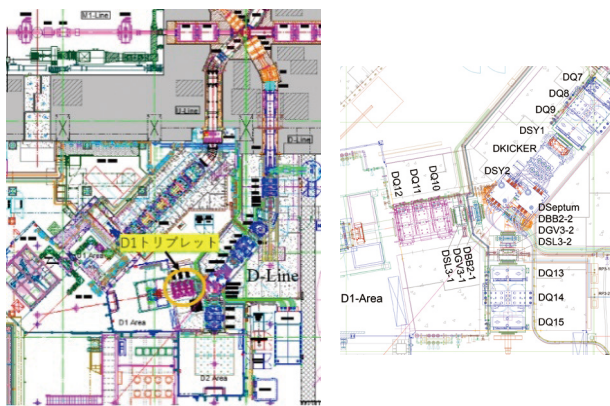 M1-Line
U-Line
D-Line
D1トリプレット
D-Line
D1 Area
D2 Area
DQ7
DQ8
DQ9
DSY1
DKICKER
DSY2
DQ10
DQ11
DQ12
DSeptum
DBB2-2
DGV3-2
DSL3-2
DBB2-1
DGV3-1
DSL3-1
D1-Area
DQ13
DQ14
DQ15